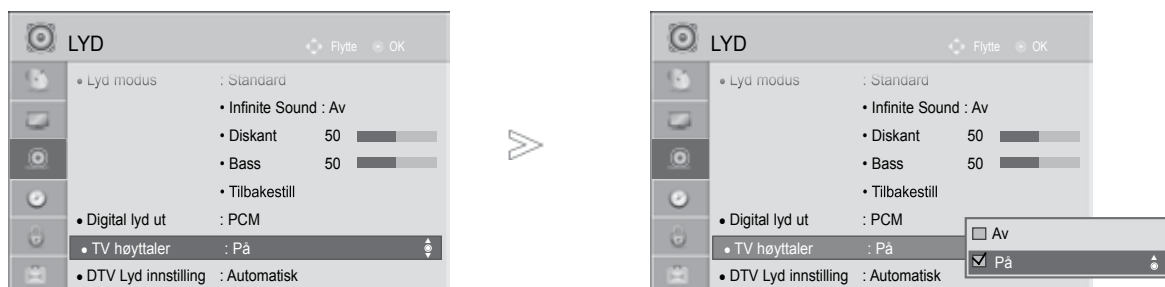 LYD Flytte OK
• Lyd modus : Standard
• Infinite Sound : Av
• Diskant 50
• Bass 50
• Tilbakestill
• Digital lyd ut : PCM
• TV høyttaler : På
• DTV Lyd innstilling : Automatisk
LYD Flytte OK
• Lyd modus : Standard
• Infinite Sound : Av
• Diskant 50
• Bass 50
• Tilbakestill
• Digital lyd ut : PCM
• TV høyttaler : På
• DTV Lyd innstilling : Automatisk
Av
På